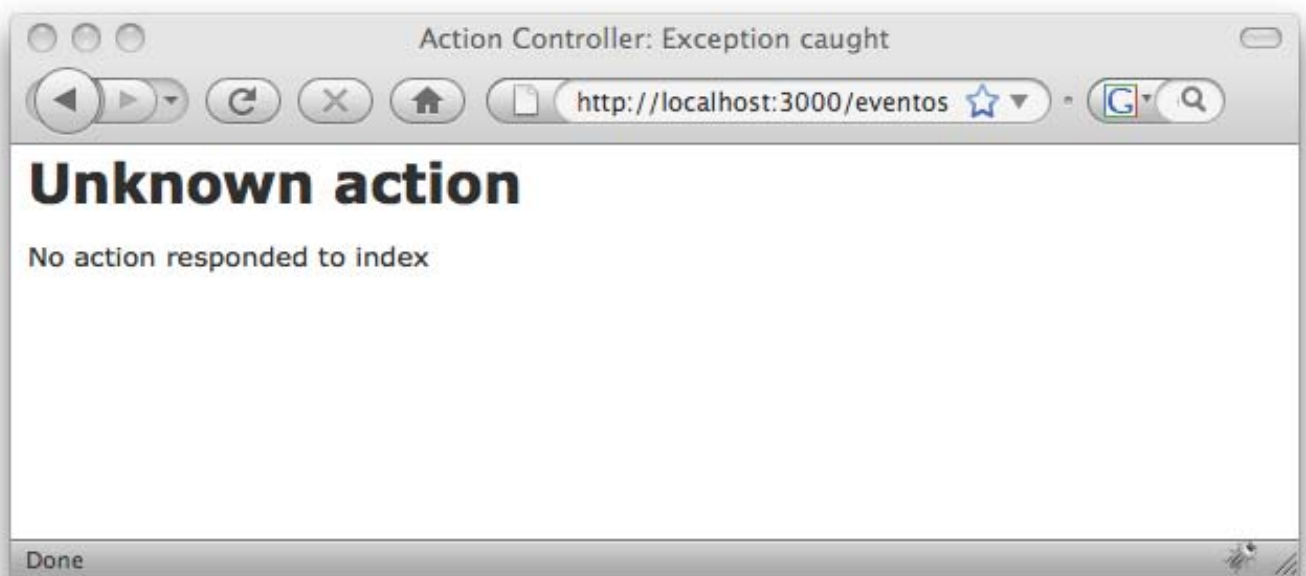 Action Controller: Exception caught
http://localhost:3000/eventos
G
Unknown action
No action responded to index
Done